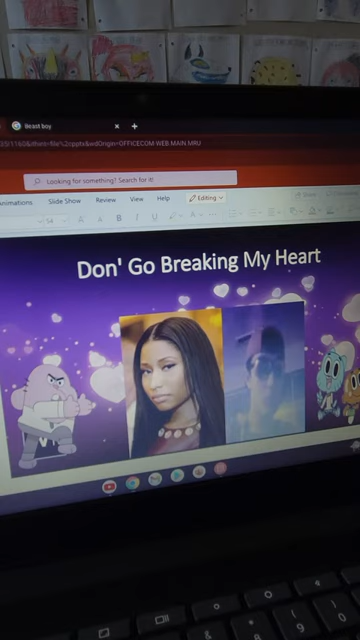 Beast boy
Looking for something? Search for it!
Animations Slide Show Review View Help Editing
54 A A B I U A
Don' Go Breaking My Heart